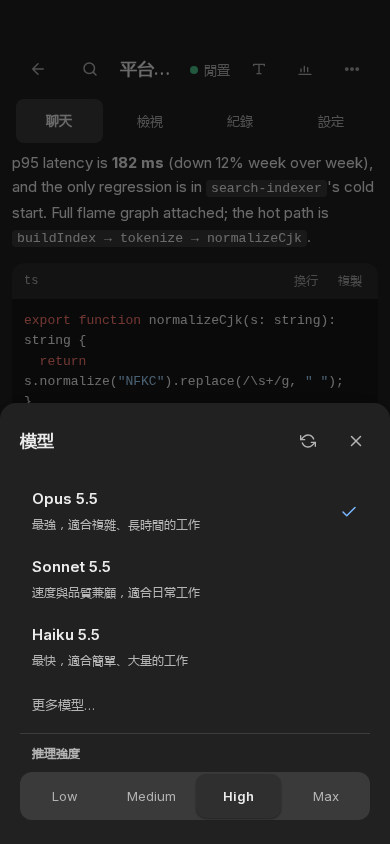 平台… 閒置
聊天 檢視 紀錄 設定
p95 latency is 182 ms (down 12% week over week),
and the only regression is in search-indexer's cold
start. Full flame graph attached; the hot path is
buildIndex → tokenize → normalizeCjk.
ts 換行 複製
export function normalizeCjk(s: string):
string {
return
s.normalize("NFKC").replace(/\s+/g, " ");
}
模型
Opus 5.5
最強，適合複雜、長時間的工作
Sonnet 5.5
速度與品質兼顧，適合日常工作
Haiku 5.5
最快，適合簡單、大量的工作
更多模型…
推理強度
Low Medium High Max